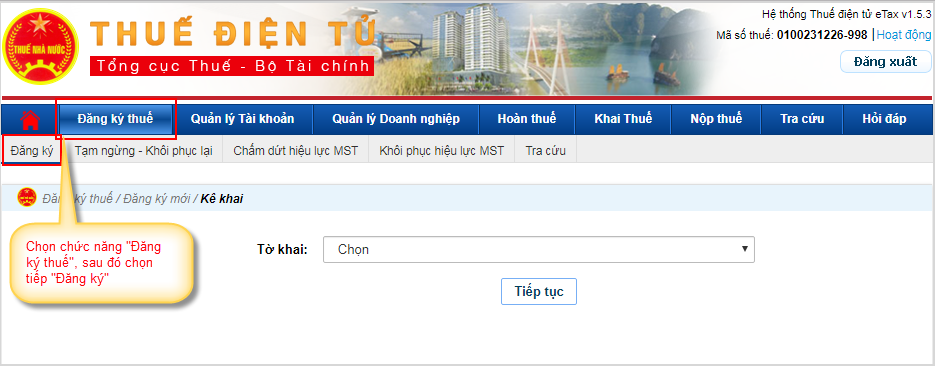 THUẾ NHÀ NƯỚC
THUẾ ĐIỆN TỬ
Tổng cục Thuế - Bộ Tài chính
Hệ thống Thuế điện tử eTax v1.5.3
Mã số thuế: 0100231226-998 | Hoạt động
Đăng xuất
Đăng ký thuế Quản lý Tài khoản Quản lý Doanh nghiệp Hoàn thuế Khai Thuế Nộp thuế Tra cứu Hỏi đáp
Đăng ký Tạm ngừng - Khôi phục lại Chấm dứt hiệu lực MST Khôi phục hiệu lực MST Tra cứu
Đăng ký thuế / Đăng ký mới / Kê khai
Chọn chức năng "Đăng
ký thuế", sau đó chọn
tiếp "Đăng ký"
Tờ khai: Chọn
Tiếp tục